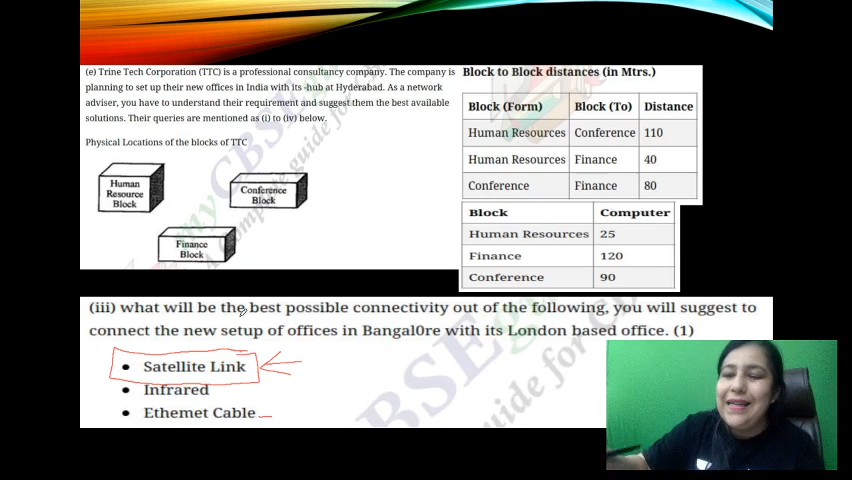 (e) Trine Tech Corporation (TTC) is a professional consultancy company. The company is
planning to set up their new offices in India with its -hub at Hyderabad. As a network
adviser, you have to understand their requirement and suggest them the best available
solutions. Their queries are mentioned as (i) to (iv) below.
Physical Locations of the blocks of TTC
Human
Resource
Block
Conference
Block
Finance
Block
Block to Block distances (in Mtrs.)
Block (Form) Block (To) Distance
Human Resources Conference 110
Human Resources Finance 40
Conference Finance 80
Block Computer
Human Resources 25
Finance 120
Conference 90
(iii) what will be the best possible connectivity out of the following, you will suggest to
connect the new setup of offices in Bangal0re with its London based office. (1)
• Satellite Link
• Infrared
• Ethemet Cable